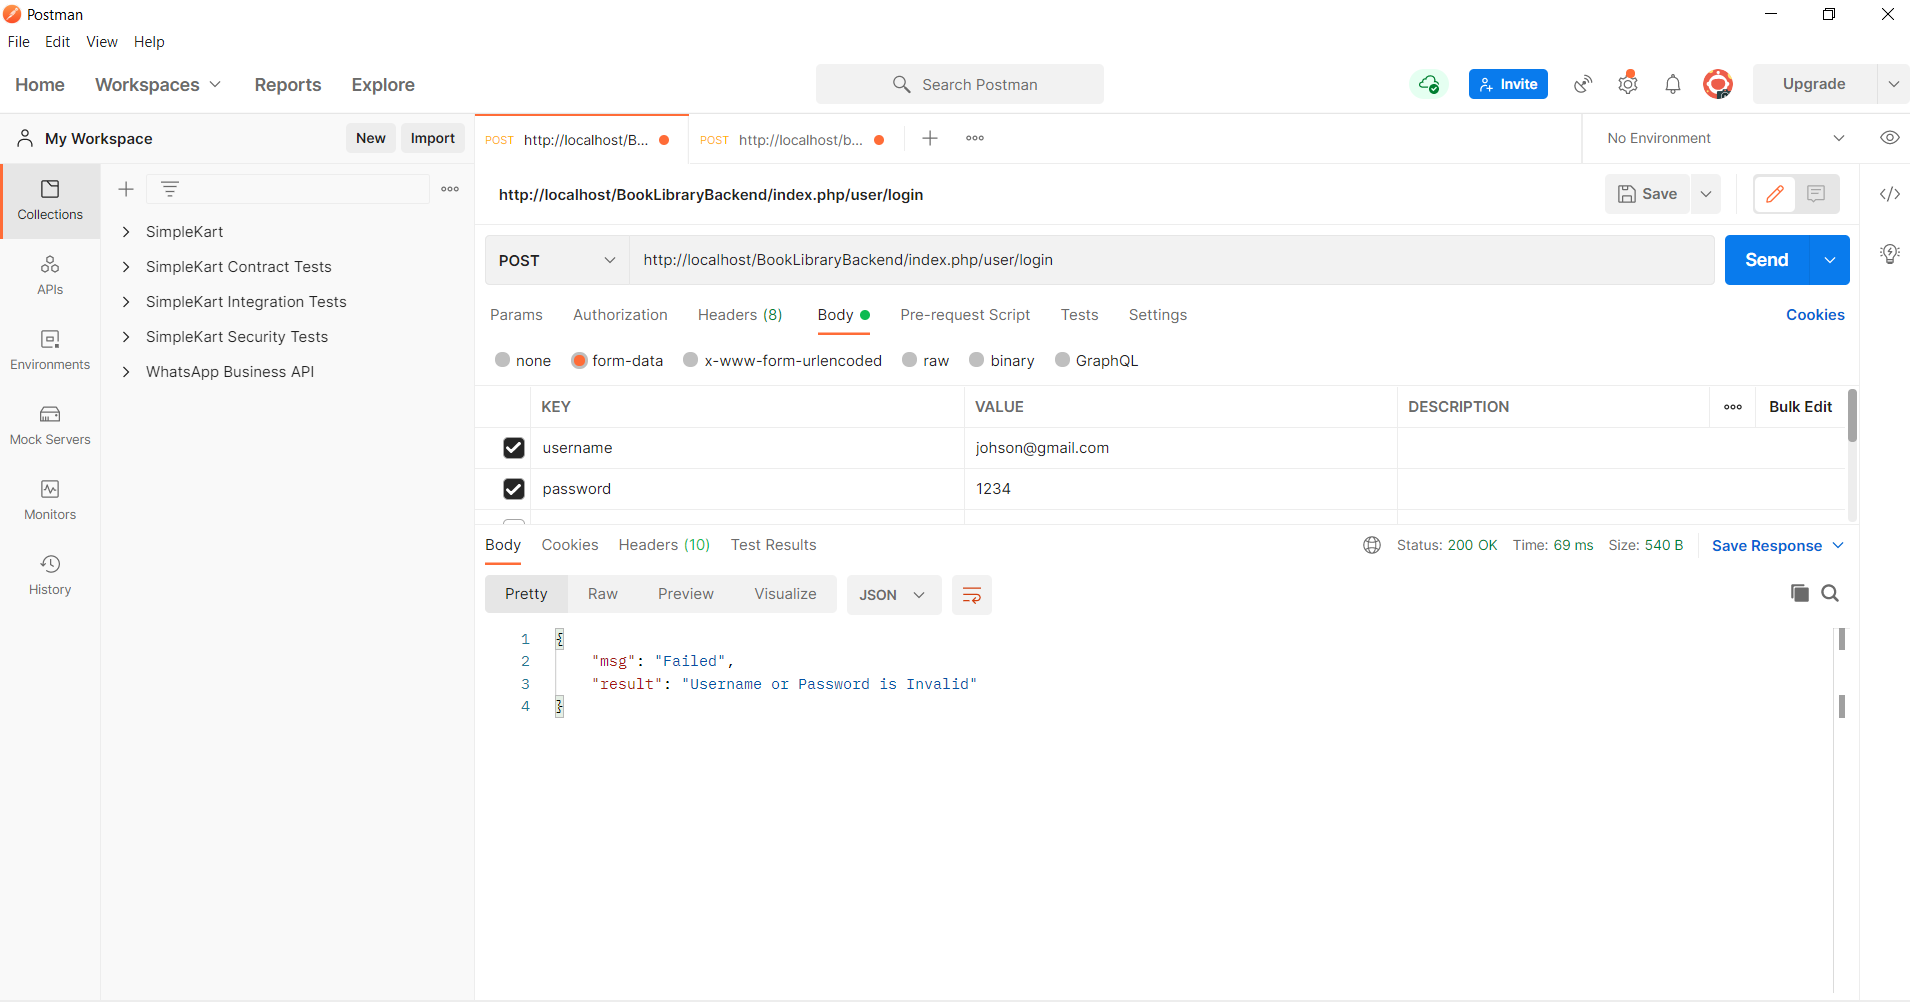 Postman
File Edit View Help
Home Workspaces Reports Explore Search Postman Invite Upgrade
My Workspace New Import POST http://localhost/B... POST http://localhost/b... No Environment
Collections
APIs
Environments
Mock Servers
Monitors
History
SimpleKart
SimpleKart Contract Tests
SimpleKart Integration Tests
SimpleKart Security Tests
WhatsApp Business API
http://localhost/BookLibraryBackend/index.php/user/login Save
POST http://localhost/BookLibraryBackend/index.php/user/login Send
Params Authorization Headers (8) Body Pre-request Script Tests Settings Cookies
none form-data x-www-form-urlencoded raw binary GraphQL
KEY VALUE DESCRIPTION Bulk Edit
username johson@gmail.com
password 1234
Body Cookies Headers (10) Test Results Status: 200 OK Time: 69 ms Size: 540 B Save Response
Pretty Raw Preview Visualize JSON
1 {
2 "msg": "Failed",
3 "result": "Username or Password is Invalid"
4 }